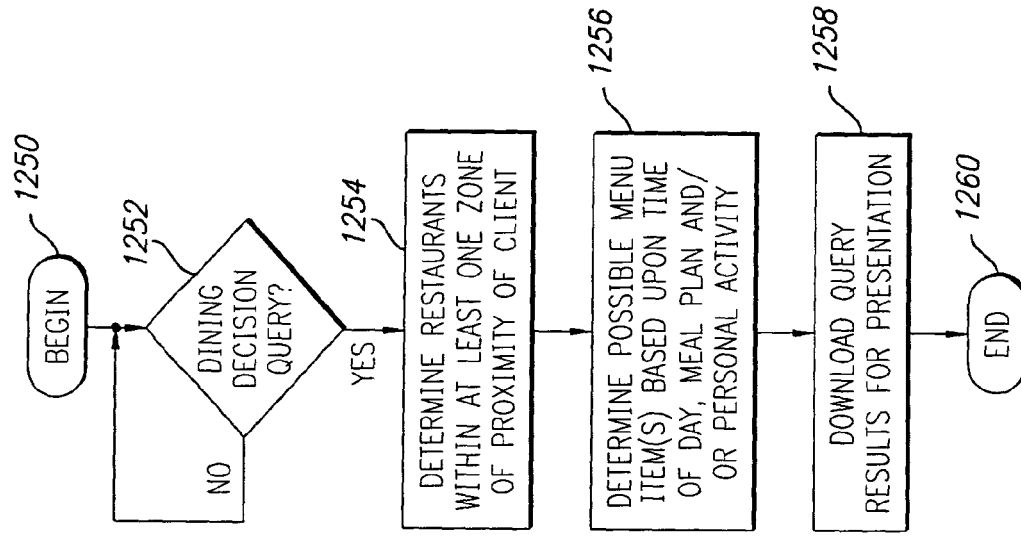 BEGIN
1250
1252
DINING
DECISION
QUERY?
NO
YES
1254
DETERMINE RESTAURANTS
WITHIN AT LEAST ONE ZONE
OF PROXIMITY OF CLIENT
1256
DETERMINE POSSIBLE MENU
ITEM(S) BASED UPON TIME
OF DAY, MEAL PLAN AND/
OR PERSONAL ACTIVITY
1258
DOWNLOAD QUERY
RESULTS FOR PRESENTATION
1260
END